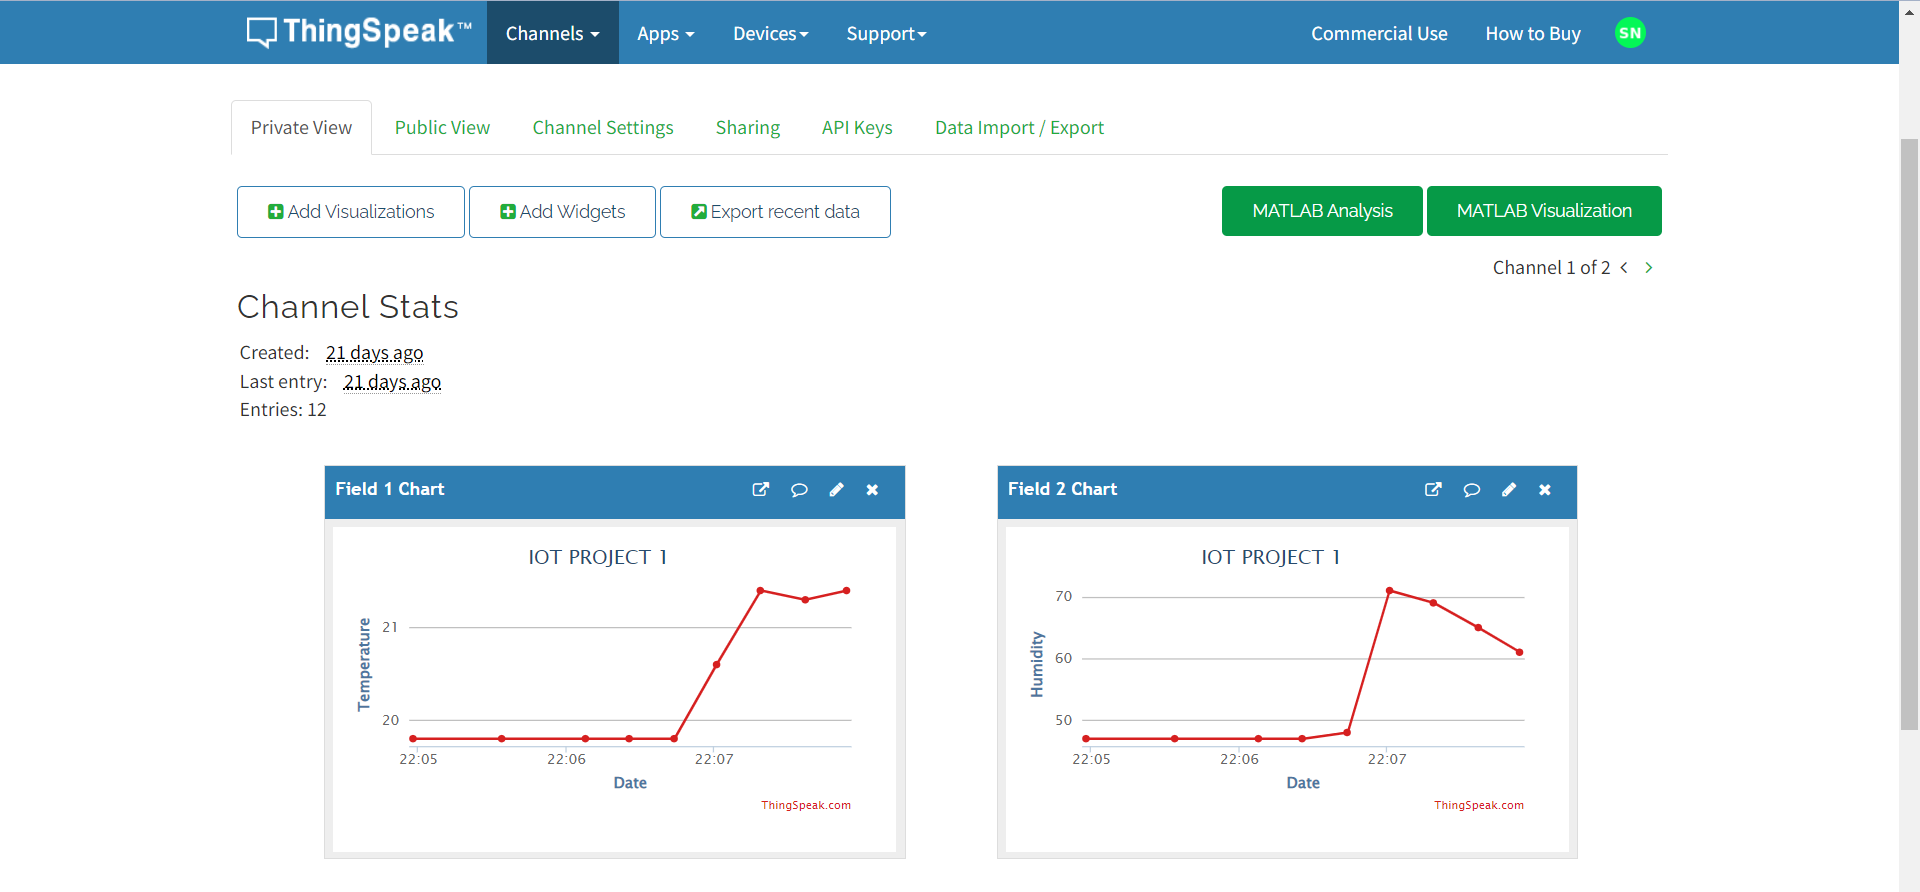 ThingSpeak™ Channels Apps Devices Support Commercial Use How to Buy SN
Private View Public View Channel Settings Sharing API Keys Data Import / Export
Add Visualizations Add Widgets Export recent data MATLAB Analysis MATLAB Visualization
Channel 1 of 2
Channel Stats
Created: 21 days ago
Last entry: 21 days ago
Entries: 12
Field 1 Chart
IOT PROJECT 1
Temperature
21
20
22:05 22:06 22:07
Date
ThingSpeak.com
Field 2 Chart
IOT PROJECT 1
Humidity
70
60
50
22:05 22:06 22:07
Date
ThingSpeak.com